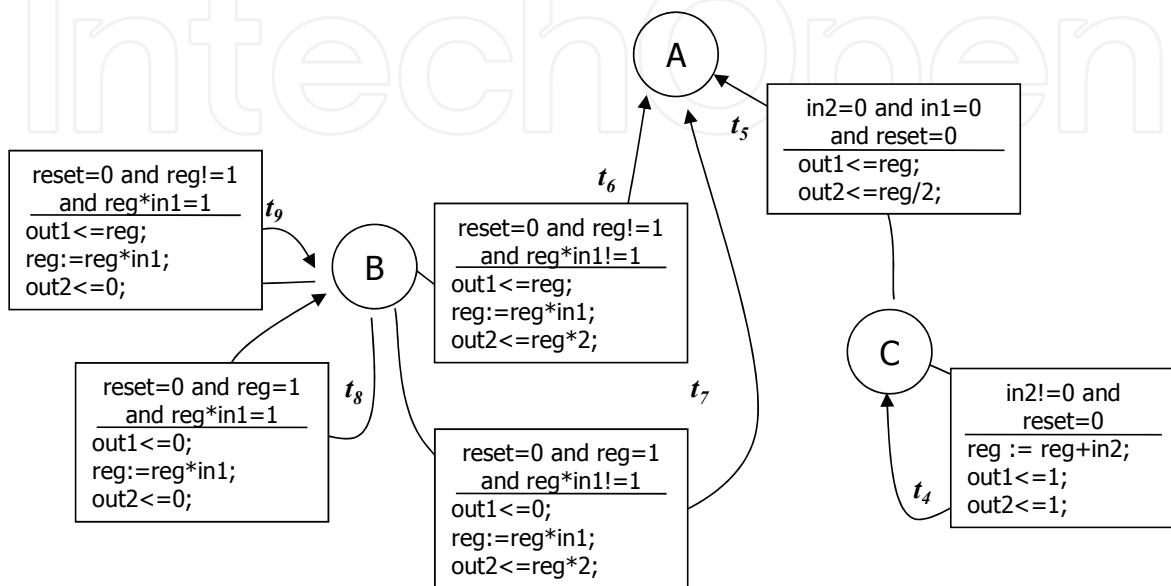 IntechOpen
A
in2=0 and in1=0
and reset=0
out1<=reg;
out2<=reg/2;
t5
t6
reset=0 and reg!=1
and reg*in1=1
out1<=reg;
reg:=reg*in1;
out2<=0;
t9
B
reset=0 and reg!=1
and reg*in1!=1
out1<=reg;
reg:=reg*in1;
out2<=reg*2;
C
reset=0 and reg=1
and reg*in1=1
out1<=0;
reg:=reg*in1;
out2<=0;
t8
t7
in2!=0 and
reset=0
reg := reg+in2;
out1<=1;
out2<=1;
t4
reset=0 and reg=1
and reg*in1!=1
out1<=0;
reg:=reg*in1;
out2<=reg*2;